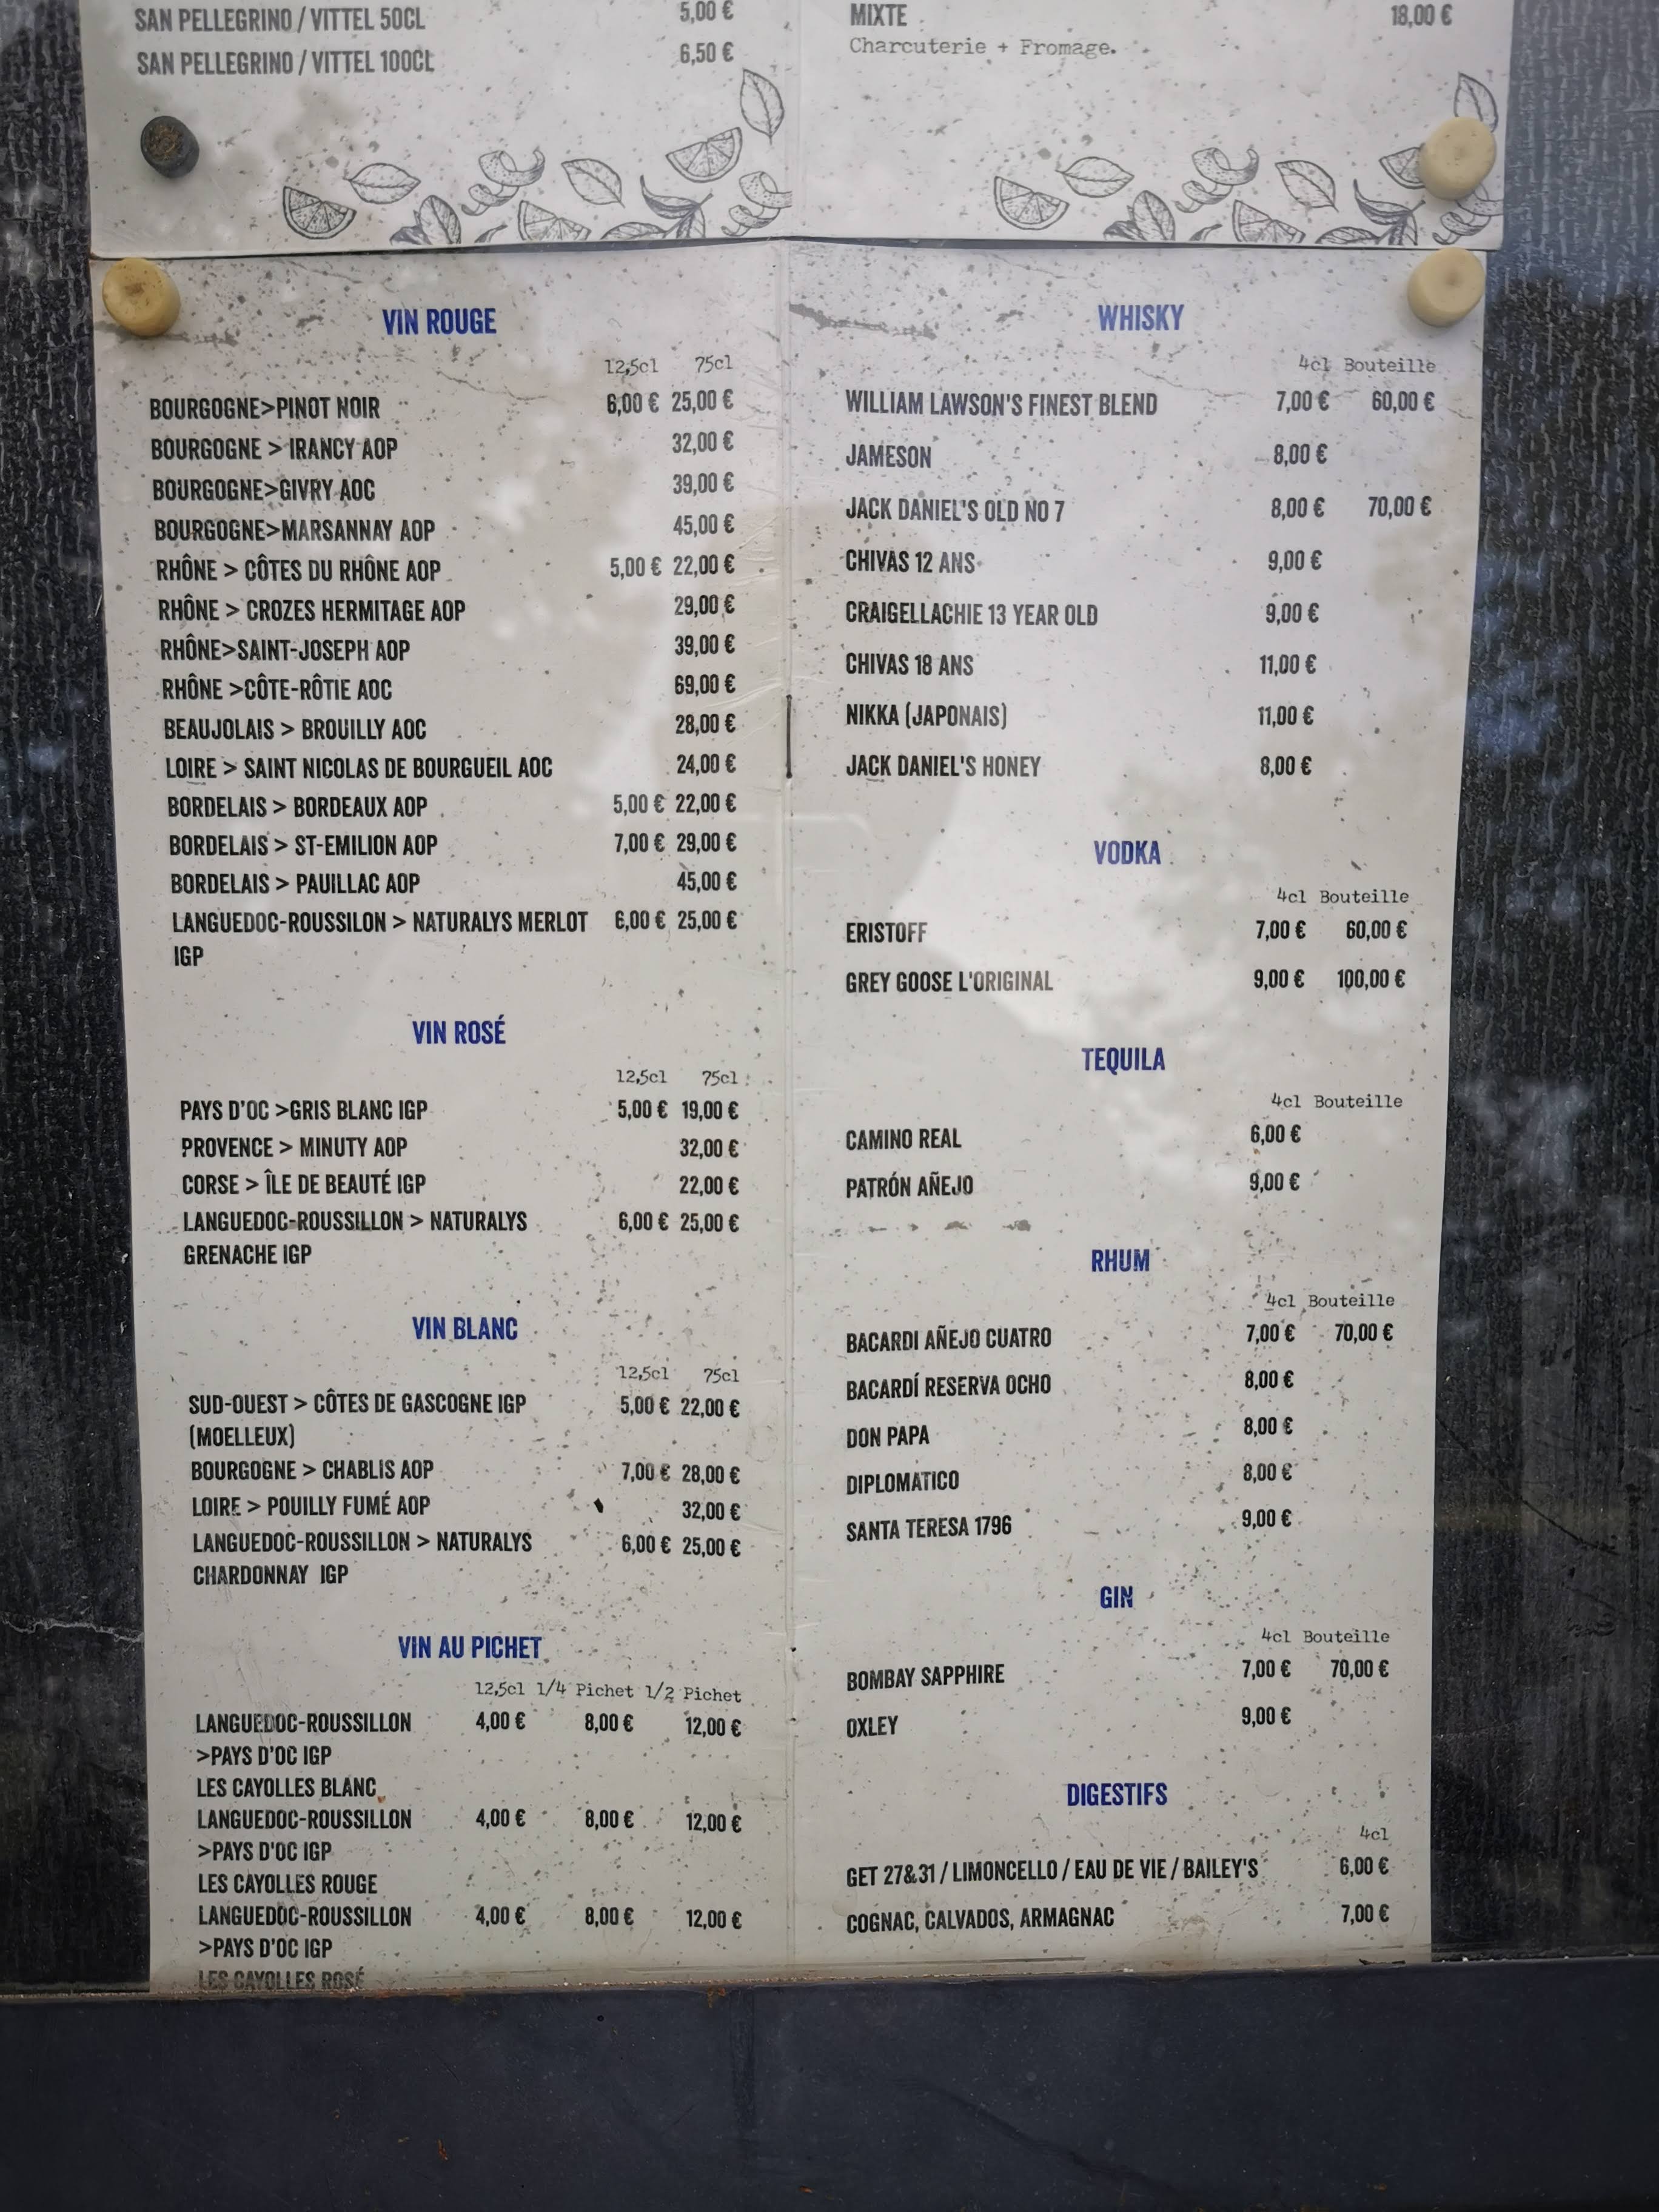 SAN PELLEGRINO / VITTEL 50CL 5,00 €
SAN PELLEGRINO / VITTEL 100CL 6,50 €
MIXTE 18,00 €
Charcuterie + Fromage.
VIN ROUGE
12,5cl 75cl
BOURGOGNE>PINOT NOIR 6,00 € 25,00 €
BOURGOGNE > IRANCY AOP 32,00 €
BOURGOGNE>GIVRY AOC 39,00 €
BOURGOGNE>MARSANNAY AOP 45,00 €
RHÔNE > CÔTES DU RHÔNE AOP 5,00 € 22,00 €
RHÔNE > CROZES HERMITAGE AOP 29,00 €
RHÔNE>SAINT-JOSEPH AOP 39,00 €
RHÔNE >CÔTE-RÔTIE AOC 69,00 €
BEAUJOLAIS > BROUILLY AOC 28,00 €
LOIRE > SAINT NICOLAS DE BOURGUEIL AOC 24,00 €
BORDELAIS > BORDEAUX AOP 5,00 € 22,00 €
BORDELAIS > ST-EMILION AOP 7,00 € 29,00 €
BORDELAIS > PAUILLAC AOP 45,00 €
LANGUEDOC-ROUSSILON > NATURALYS MERLOT 6,00 € 25,00 €
IGP
VIN ROSÉ
12,5cl 75cl
PAYS D'OC >GRIS BLANC IGP 5,00 € 19,00 €
PROVENCE > MINUTY AOP 32,00 €
CORSE > ÎLE DE BEAUTÉ IGP 22,00 €
LANGUEDOC-ROUSSILLON > NATURALYS 6,00 € 25,00 €
GRENACHE IGP
VIN BLANC
12,5cl 75cl
SUD-OUEST > CÔTES DE GASCOGNE IGP 5,00 € 22,00 €
(MOELLEUX)
BOURGOGNE > CHABLIS AOP 7,00 € 28,00 €
LOIRE > POUILLY FUMÉ AOP 32,00 €
LANGUEDOC-ROUSSILLON > NATURALYS 6,00 € 25,00 €
CHARDONNAY IGP
VIN AU PICHET
12,5cl 1/4 Pichet 1/2 Pichet
LANGUEDOC-ROUSSILLON 4,00 € 8,00 € 12,00 €
>PAYS D'OC IGP
LES CAYOLLES BLANC
LANGUEDOC-ROUSSILLON 4,00 € 8,00 € 12,00 €
>PAYS D'OC IGP
LES CAYOLLES ROUGE
LANGUEDOC-ROUSSILLON 4,00 € 8,00 € 12,00 €
>PAYS D'OC IGP
LES CAYOLLES ROSÉ
WHISKY
4cl Bouteille
WILLIAM LAWSON'S FINEST BLEND 7,00 € 60,00 €
JAMESON 8,00 €
JACK DANIEL'S OLD NO 7 8,00 € 70,00 €
CHIVAS 12 ANS 9,00 €
CRAIGELLACHIE 13 YEAR OLD 9,00 €
CHIVAS 18 ANS 11,00 €
NIKKA (JAPONAIS) 11,00 €
JACK DANIEL'S HONEY 8,00 €
VODKA
4cl Bouteille
ERISTOFF 7,00 € 60,00 €
GREY GOOSE L'ORIGINAL 9,00 € 100,00 €
TEQUILA
4cl Bouteille
CAMINO REAL 6,00 €
PATRÓN AÑEJO 9,00 €
RHUM
4cl Bouteille
BACARDI AÑEJO CUATRO 7,00 € 70,00 €
BACARDÍ RESERVA OCHO 8,00 €
DON PAPA 8,00 €
DIPLOMATICO 8,00 €
SANTA TERESA 1796 9,00 €
GIN
4cl Bouteille
BOMBAY SAPPHIRE 7,00 € 70,00 €
OXLEY 9,00 €
DIGESTIFS
4cl
GET 27&31 / LIMONCELLO / EAU DE VIE / BAILEY'S 6,00 €
COGNAC, CALVADOS, ARMAGNAC 7,00 €